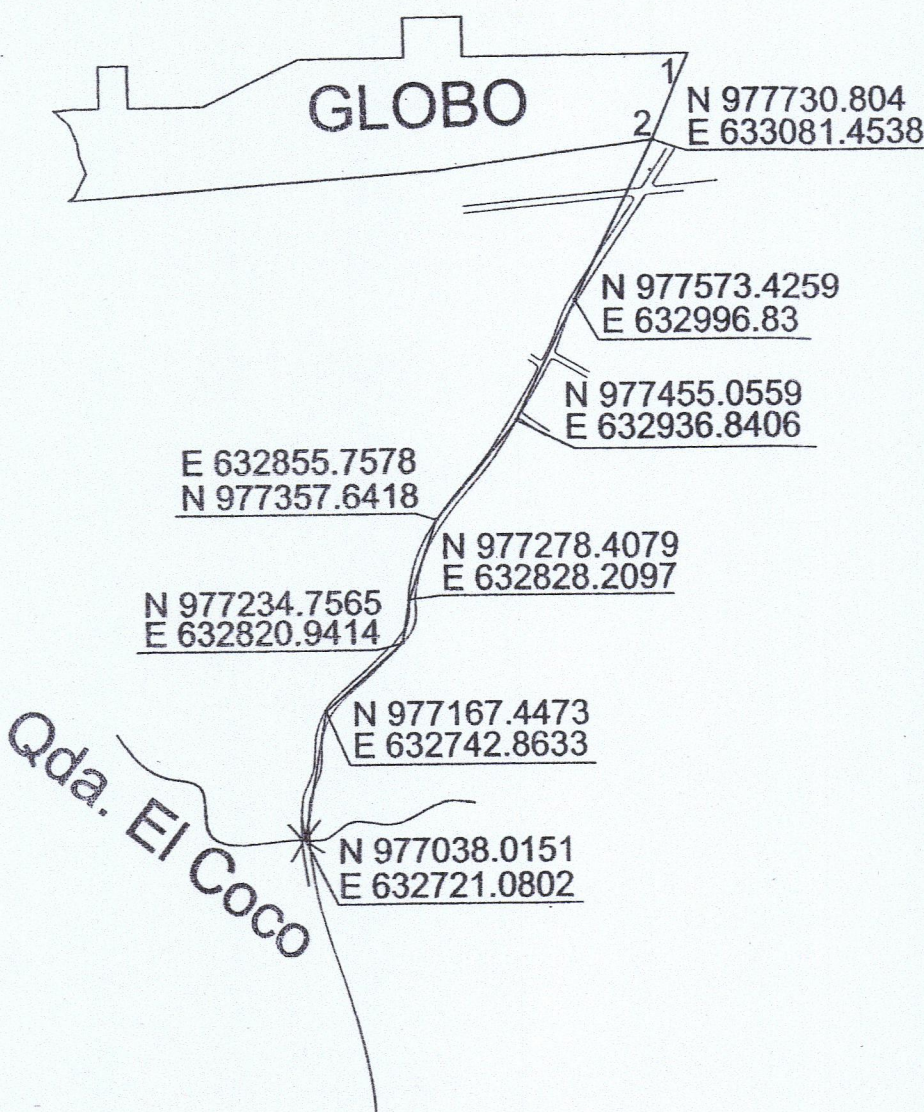 GLOBO
1
2
N 977730.804
E 633081.4538
N 977573.4259
E 632996.83
N 977455.0559
E 632936.8406
E 632855.7578
N 977357.6418
N 977278.4079
E 632828.2097
N 977234.7565
E 632820.9414
N 977167.4473
E 632742.8633
Qda. El Coco
N 977038.0151
E 632721.0802